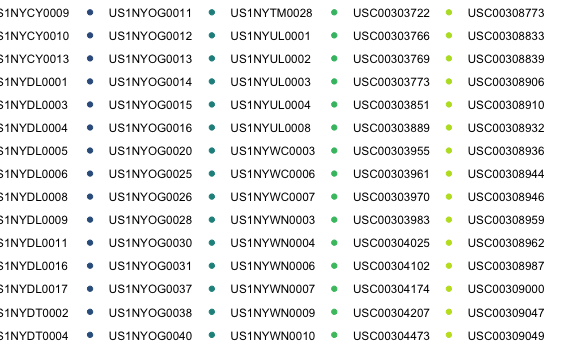 S1NYCY0009 US1NYOG0011 US1NYTM0028 USC00303722 USC00308773
S1NYCY0010 US1NYOG0012 US1NYUL0001 USC00303766 USC00308833
S1NYCY0013 US1NYOG0013 US1NYUL0002 USC00303769 USC00308839
S1NYDL0001 US1NYOG0014 US1NYUL0003 USC00303773 USC00308906
S1NYDL0003 US1NYOG0015 US1NYUL0004 USC00303851 USC00308910
S1NYDL0004 US1NYOG0016 US1NYUL0008 USC00303889 USC00308932
S1NYDL0005 US1NYOG0020 US1NYWC0003 USC00303955 USC00308936
S1NYDL0006 US1NYOG0025 US1NYWC0006 USC00303961 USC00308944
S1NYDL0008 US1NYOG0026 US1NYWC0007 USC00303970 USC00308946
S1NYDL0009 US1NYOG0028 US1NYWN0003 USC00303983 USC00308959
S1NYDL0011 US1NYOG0030 US1NYWN0004 USC00304025 USC00308962
S1NYDL0016 US1NYOG0031 US1NYWN0006 USC00304102 USC00308987
S1NYDL0017 US1NYOG0037 US1NYWN0007 USC00304174 USC00309000
S1NYDT0002 US1NYOG0038 US1NYWN0009 USC00304207 USC00309047
S1NYDT0004 US1NYOG0040 US1NYWN0010 USC00304473 USC00309049